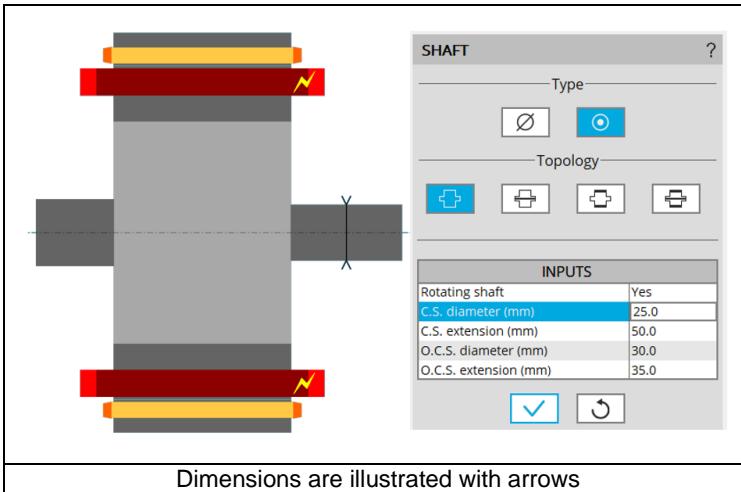 SHAFT ?
Type
Topology
INPUTS
Rotating shaft Yes
C.S. diameter (mm) 25.0
C.S. extension (mm) 50.0
O.C.S. diameter (mm) 30.0
O.C.S. extension (mm) 35.0
Dimensions are illustrated with arrows